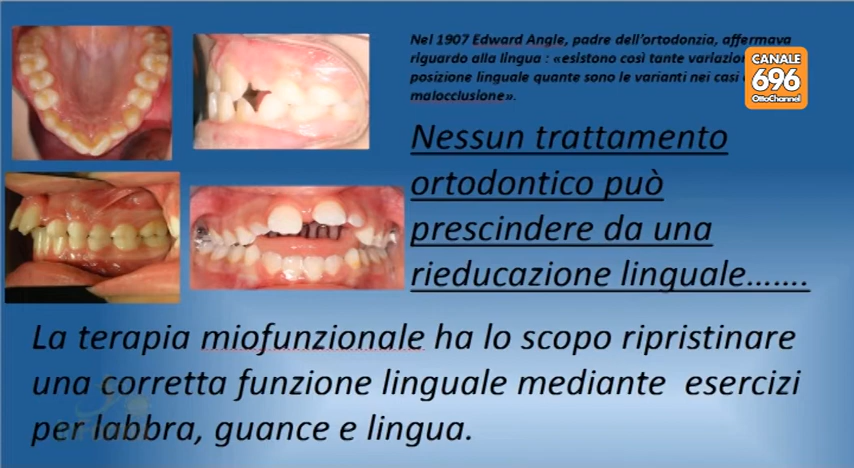 Nel 1907 Edward Angle, padre dell'ortodonzia, affermava
riguardo alla lingua : «esistono così tante variazio
posizione linguale quante sono le varianti nei casi
malocclusione».
CANALE
696
OttoChannel
Nessun trattamento
ortodontico può
prescindere da una
rieducazione linguale.......
La terapia miofunzionale ha lo scopo ripristinare
una corretta funzione linguale mediante esercizi
per labbra, guance e lingua.